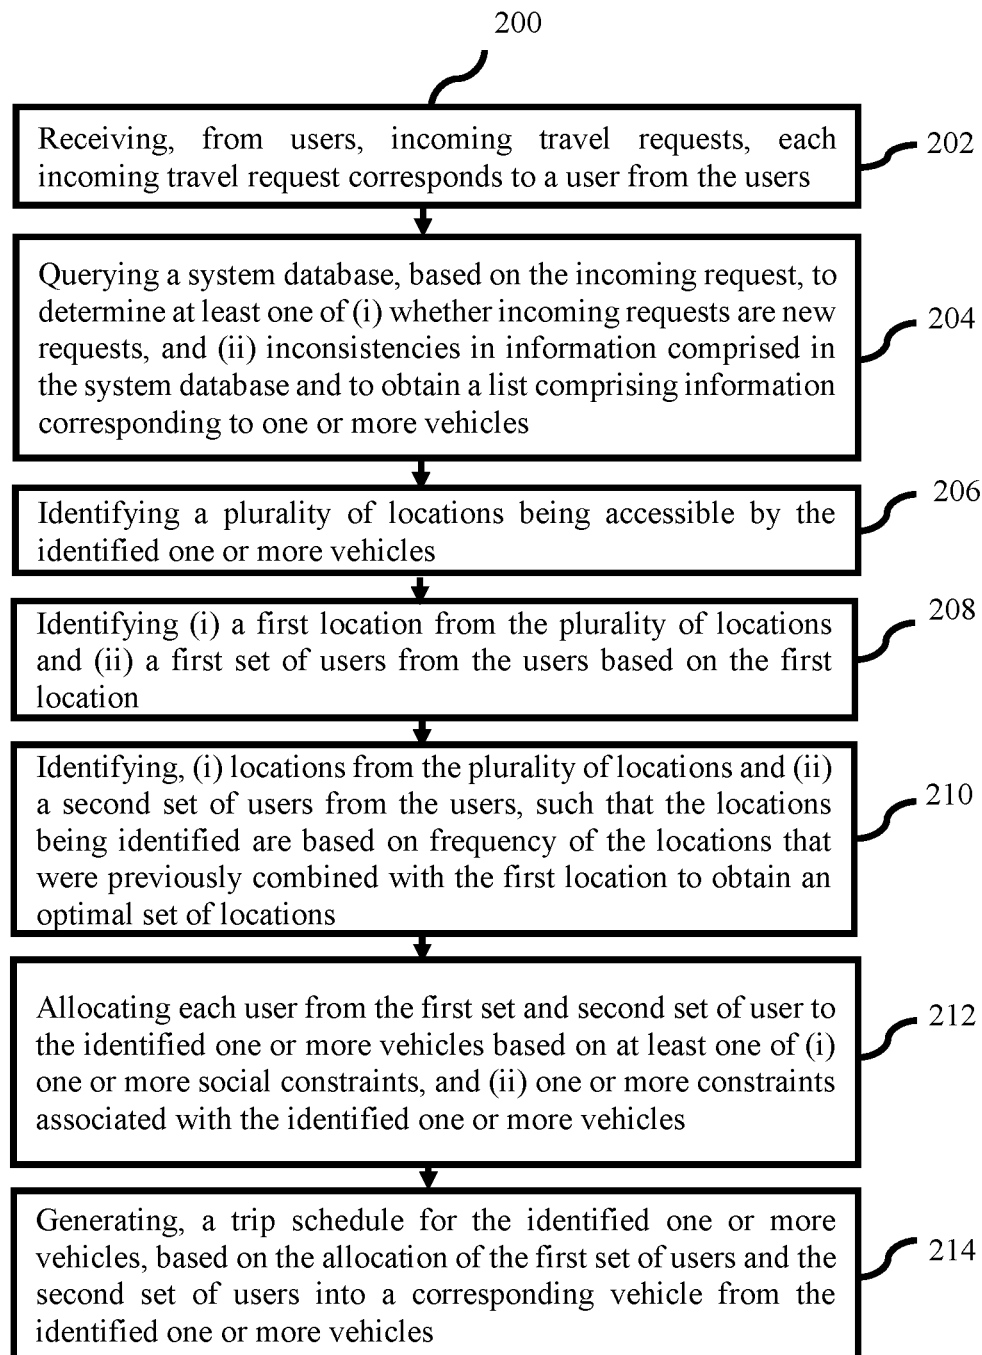 200
Receiving, from users, incoming travel requests, each
incoming travel request corresponds to a user from the users
202
Querying a system database, based on the incoming request, to
determine at least one of (i) whether incoming requests are new
requests, and (ii) inconsistencies in information comprised in
the system database and to obtain a list comprising information
corresponding to one or more vehicles
204
Identifying a plurality of locations being accessible by the
identified one or more vehicles
206
Identifying (i) a first location from the plurality of locations
and (ii) a first set of users from the users based on the first
location
208
Identifying, (i) locations from the plurality of locations and (ii)
a second set of users from the users, such that the locations
being identified are based on frequency of the locations that
were previously combined with the first location to obtain an
optimal set of locations
210
Allocating each user from the first set and second set of user to
the identified one or more vehicles based on at least one of (i)
one or more social constraints, and (ii) one or more constraints
associated with the identified one or more vehicles
212
Generating, a trip schedule for the identified one or more
vehicles, based on the allocation of the first set of users and the
second set of users into a corresponding vehicle from the
identified one or more vehicles
214